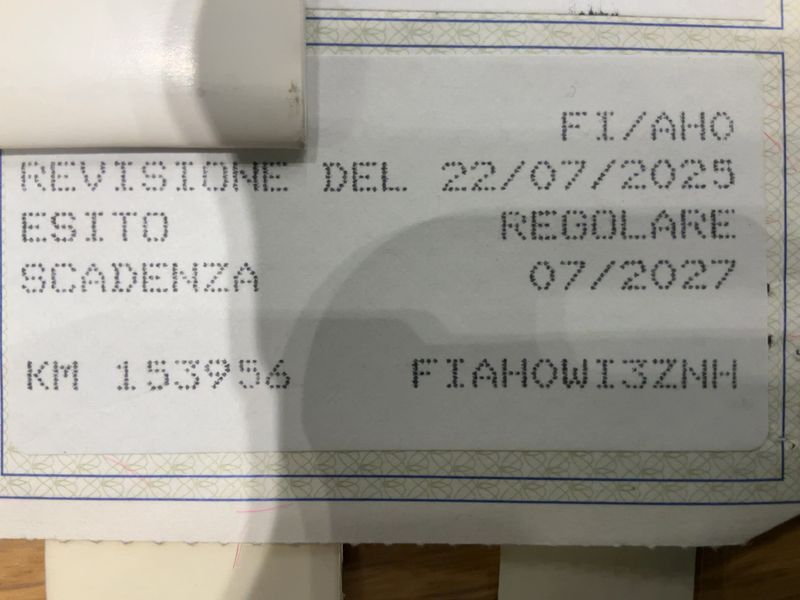 FI/AHO
REVISIONE DEL 22/07/2025
ESITO REGOLARE
SCADENZA 07/2027
KM 153956 FIAHOWI3ZNH